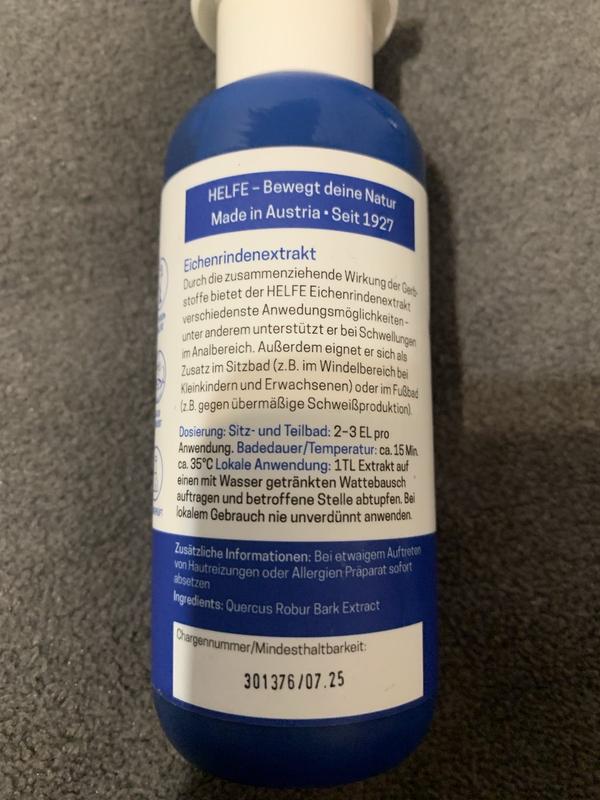 HELFE – Bewegt deine Natur
Made in Austria • Seit 1927
Eichenrindenextrakt
Durch die zusammenziehende Wirkung der Gerb-
stoffe bietet der HELFE Eichenrindenextrakt
verschiedenste Anwedungsmöglichkeiten –
unter anderem unterstützt er bei Schwellungen
im Analbereich. Außerdem eignet er sich als
Zusatz im Sitzbad (z.B. im Windelbereich bei
Kleinkindern und Erwachsenen) oder im Fußbad
(z.B. gegen übermäßige Schweißproduktion).
Dosierung: Sitz- und Teilbad: 2–3 EL pro
Anwendung. Badedauer/Temperatur: ca. 15 Min.
ca. 35°C Lokale Anwendung: 1TL Extrakt auf
einen mit Wasser getränkten Wattebausch
auftragen und betroffene Stelle abtupfen. Bei
lokalem Gebrauch nie unverdünnt anwenden.
Zusätzliche Informationen: Bei etwaigem Auftreten
von Hautreizungen oder Allergien Präparat sofort
absetzen
Ingredients: Quercus Robur Bark Extract
Chargennummer/Mindesthaltbarkeit:
301376/07.25